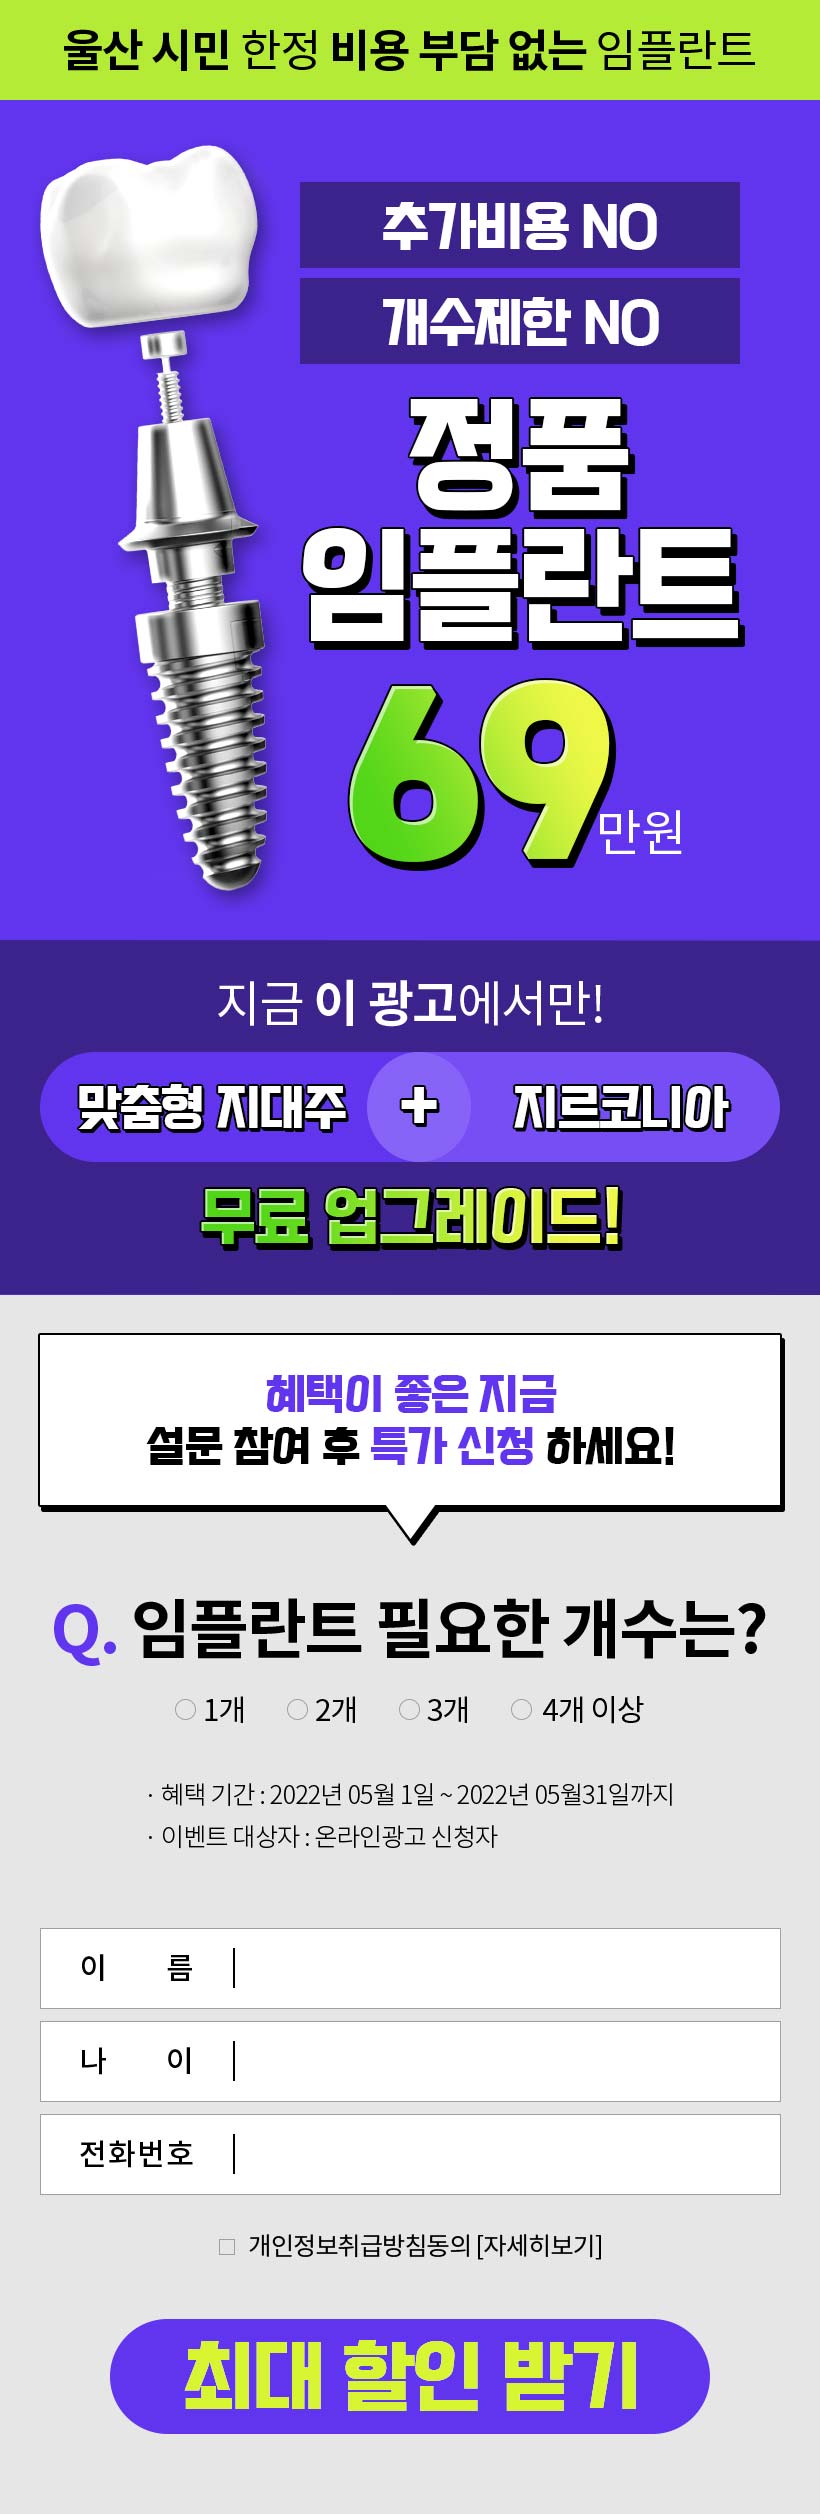 울산 시민 한정 비용 부담 없는 임플란트
추가비용 NO
개수제한 NO
정품
임플란트
69만원
지금 이 광고에서만!
맞춤형 지대주 + 지르코니아
무료 업그레이드!
혜택이 좋은 지금
설문 참여 후 특가 신청 하세요!
Q. 임플란트 필요한 개수는?
○ 1개 ○ 2개 ○ 3개 ○ 4개 이상
· 혜택 기간 : 2022년 05월 1일 ~ 2022년 05월31일까지
· 이벤트 대상자 : 온라인광고 신청자
이 름
나 이
전화번호
□ 개인정보취급방침동의 [자세히보기]
최대 할인 받기